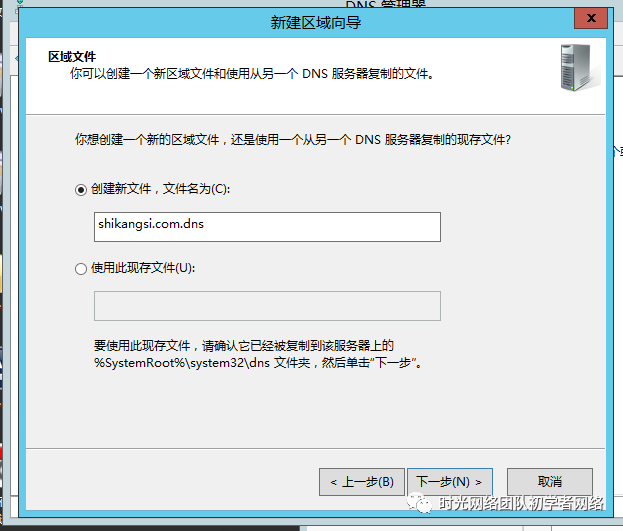 DNS 管理器
新建区域向导
x
区域文件
你可以创建一个新区域文件和使用从另一个 DNS 服务器复制的文件。
你想创建一个新的区域文件，还是使用一个从另一个 DNS 服务器复制的现存文件?
创建新文件，文件名为(C):
shikangsi.com.dns
使用此现存文件(U):
要使用此现存文件，请确认它已经被复制到该服务器上的
%SystemRoot%\system32\dns 文件夹，然后单击“下一步”。
< 上一步(B) 下一步(N) > 取消
时光网络团队初学者网络